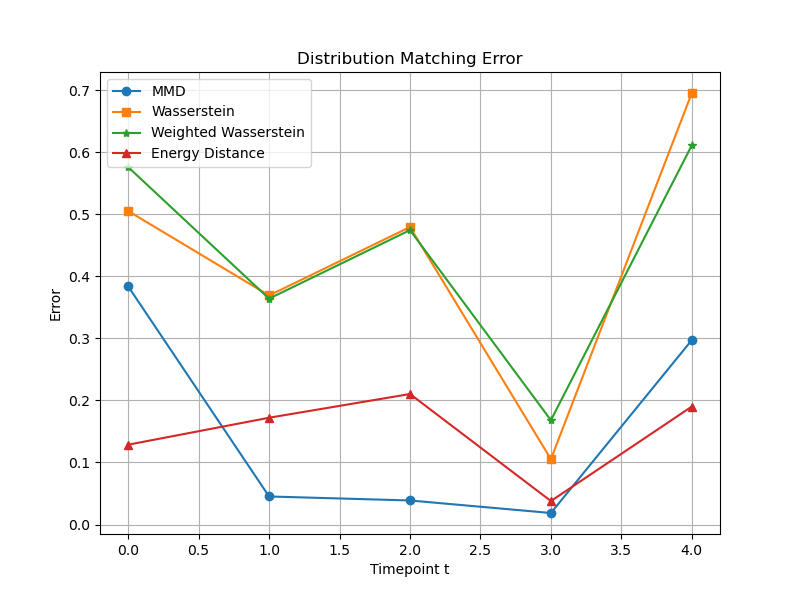 Distribution Matching Error
MMD
Wasserstein
Weighted Wasserstein
Energy Distance
Error
0.7
0.6
0.5
0.4
0.3
0.2
0.1
0.0
0.0 0.5 1.0 1.5 2.0 2.5 3.0 3.5 4.0
Timepoint t